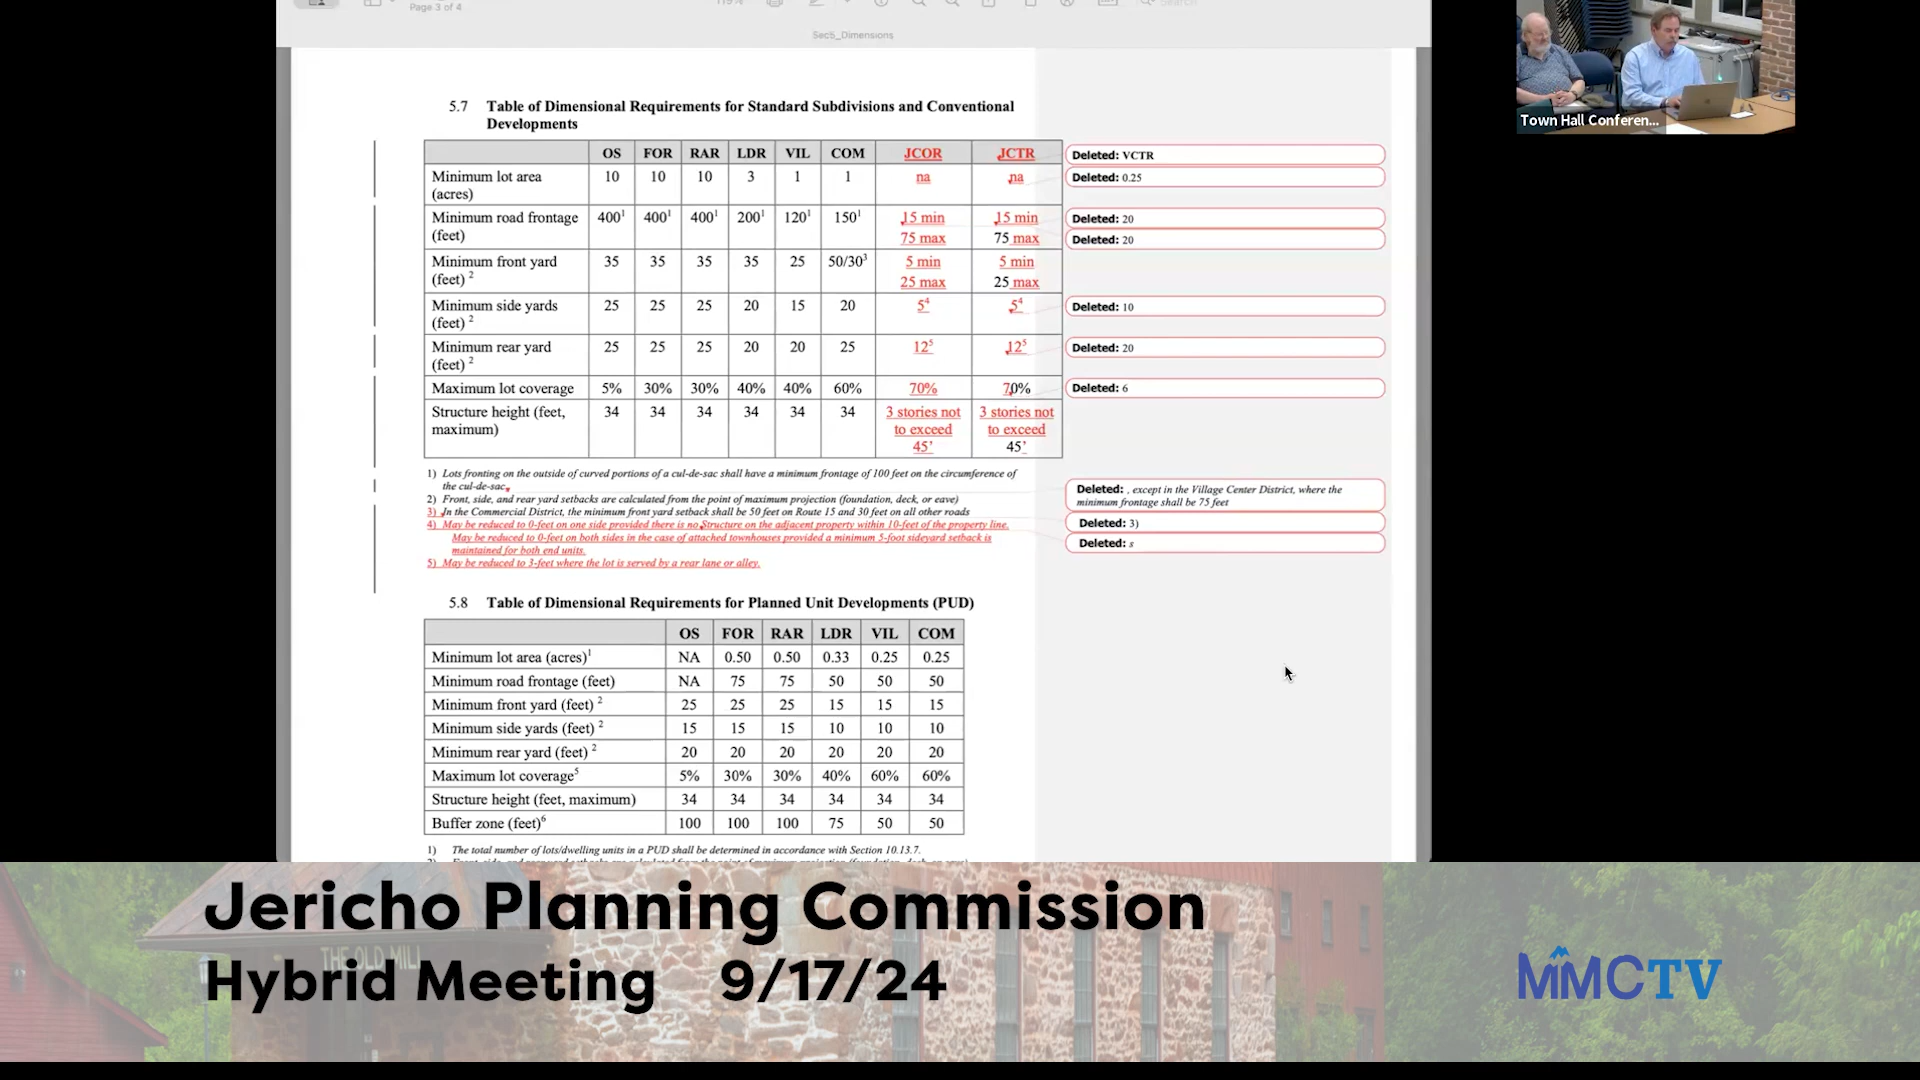 Page 3 of 4
119%
Search
Sec5_Dimensions
5.7 Table of Dimensional Requirements for Standard Subdivisions and Conventional
Developments
OS FOR RAR LDR VIL COM JCOR JCTR
Deleted: VCTR
Minimum lot area (acres) 10 10 10 3 1 1 na na
Deleted: 0.25
Minimum road frontage (feet) 400¹ 400¹ 400¹ 200¹ 120¹ 150¹ 15 min 75 max 15 min 75 max
Deleted: 20
Deleted: 20
Minimum front yard (feet) ² 35 35 35 35 25 50/30³ 5 min 25 max 5 min 25 max
Minimum side yards (feet) ² 25 25 25 20 15 20 5⁴ 5⁴
Deleted: 10
Minimum rear yard (feet) ² 25 25 25 20 20 25 12⁵ 12⁵
Deleted: 20
Maximum lot coverage 5% 30% 30% 40% 40% 60% 70% 70%
Deleted: 6
Structure height (feet, maximum) 34 34 34 34 34 34 3 stories not to exceed 45’ 3 stories not to exceed 45’
1) Lots fronting on the outside of curved portions of a cul-de-sac shall have a minimum frontage of 100 feet on the circumference of
the cul-de-sac.
Deleted: , except in the Village Center District, where the
minimum frontage shall be 75 feet
2) Front, side, and rear yard setbacks are calculated from the point of maximum projection (foundation, deck, or eave)
3) In the Commercial District, the minimum front yard setback shall be 50 feet on Route 15 and 30 feet on all other roads
4) May be reduced to 0-feet on one side provided there is no Structure on the adjacent property within 10-feet of the property line.
Deleted: 3)
May be reduced to 0-feet on both sides in the case of attached townhouses provided a minimum 5-foot sideyard setback is
Deleted: s
maintained for both end units.
5) May be reduced to 3-feet where the lot is served by a rear lane or alley.
5.8 Table of Dimensional Requirements for Planned Unit Developments (PUD)
OS FOR RAR LDR VIL COM
Minimum lot area (acres)¹ NA 0.50 0.50 0.33 0.25 0.25
Minimum road frontage (feet) NA 75 75 50 50 50
Minimum front yard (feet) ² 25 25 25 15 15 15
Minimum side yards (feet) ² 15 15 15 10 10 10
Minimum rear yard (feet) ² 20 20 20 20 20 20
Maximum lot coverage⁵ 5% 30% 30% 40% 60% 60%
Structure height (feet, maximum) 34 34 34 34 34 34
Buffer zone (feet)⁶ 100 100 100 75 50 50
1) The total number of lots/dwelling units in a PUD shall be determined in accordance with Section 10.13.7.
Town Hall Conferen...
Jericho Planning Commission
Hybrid Meeting 9/17/24
THE OLD MILL
MMCTV